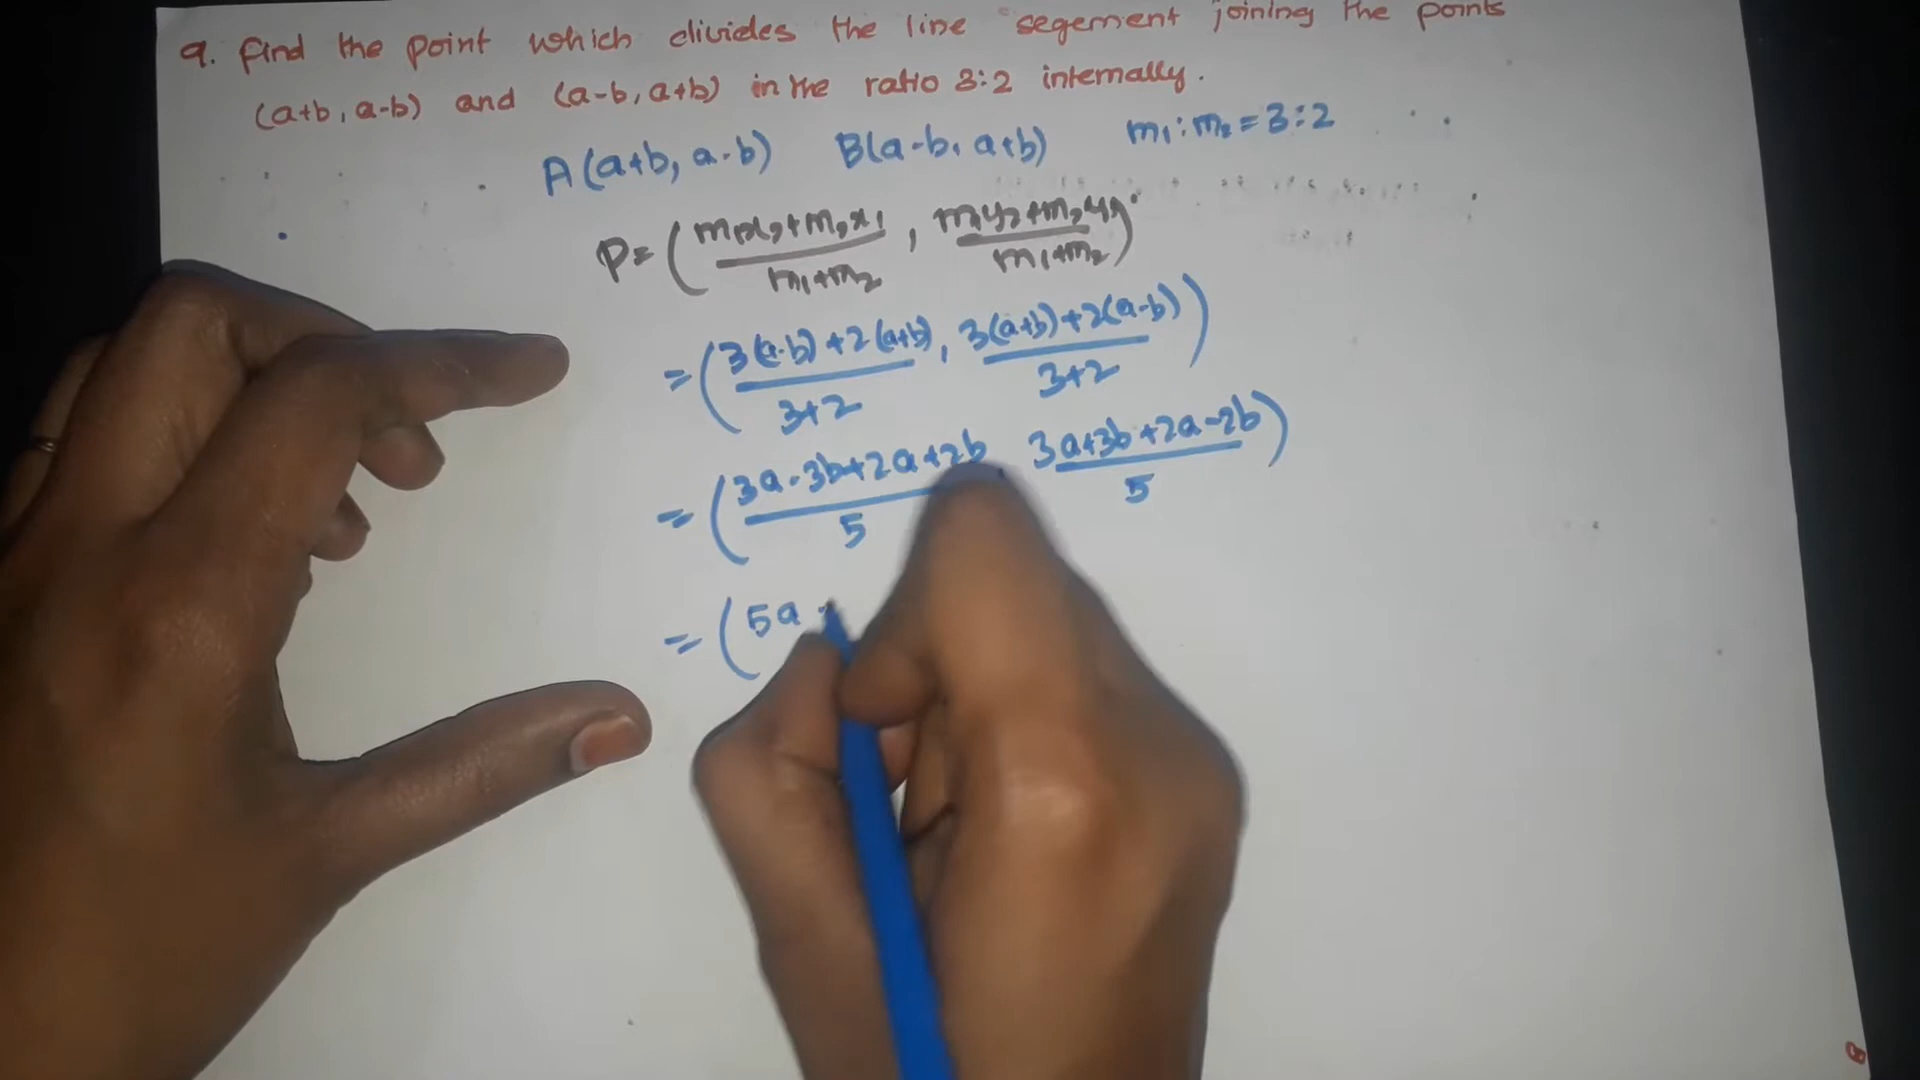 9. find the point which divides the line segement joining the points
(a+b, a-b) and (a-b, a+b) in the ratio 3:2 internally.
A(a+b, a-b) B(a-b, a+b) m₁:m₂=3:2
P= (m₁x₂+m₂x₁/m₁+m₂, m₁y₂+m₂y₁/m₁+m₂)
= (3(a-b)+2(a+b)/3+2, 3(a+b)+2(a-b)/3+2)
= (3a-3b+2a+2b/5, 3a+3b+2a-2b/5)
= (5a -